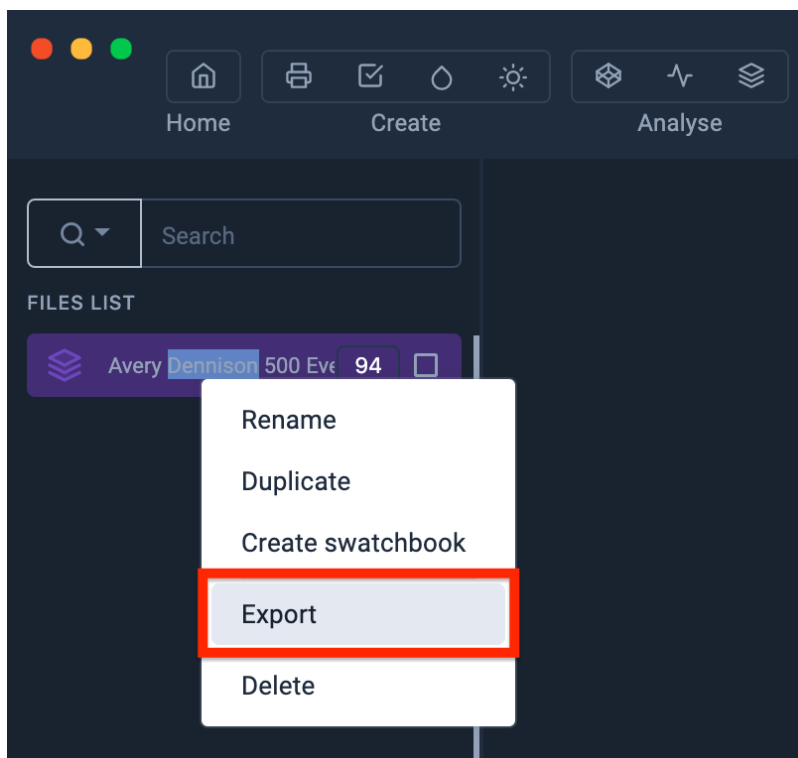 Home
Create
Analyse
Search
FILES LIST
Avery Dennison 500 Eve 94
Rename
Duplicate
Create swatchbook
Export
Delete